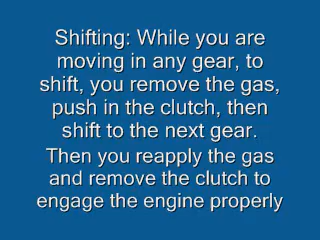 Shifting: While you are
moving in any gear, to
shift, you remove the gas,
push in the clutch, then
shift to the next gear.
Then you reapply the gas
and remove the clutch to
engage the engine properly